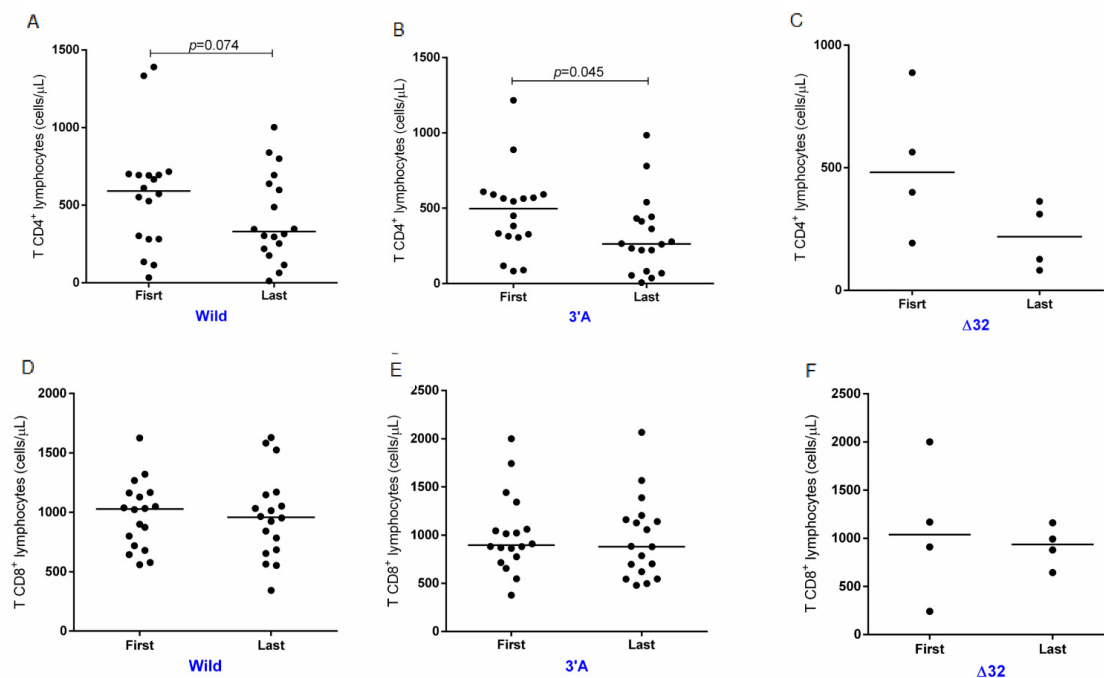 A
p=0.074
T CD4+ lymphocytes (cells/μL)
1500
1000
500
0
Fisrt
Last
Wild
B
p=0.045
T CD4+ lymphocytes (cells/μL)
1500
1000
500
0
First
Last
3'A
C
T CD4+ lymphocytes (cells/μL)
1000
500
0
Fisrt
Last
Δ32
D
T CD8+ lymphocytes (cells/μL)
2000
1500
1000
500
0
First
Last
Wild
E
T CD8+ lymphocytes (cells/μL)
2500
2000
1500
1000
500
0
First
Last
3'A
F
T CD8+ lymphocytes (cells/μL)
2500
2000
1500
1000
500
0
First
Last
Δ32